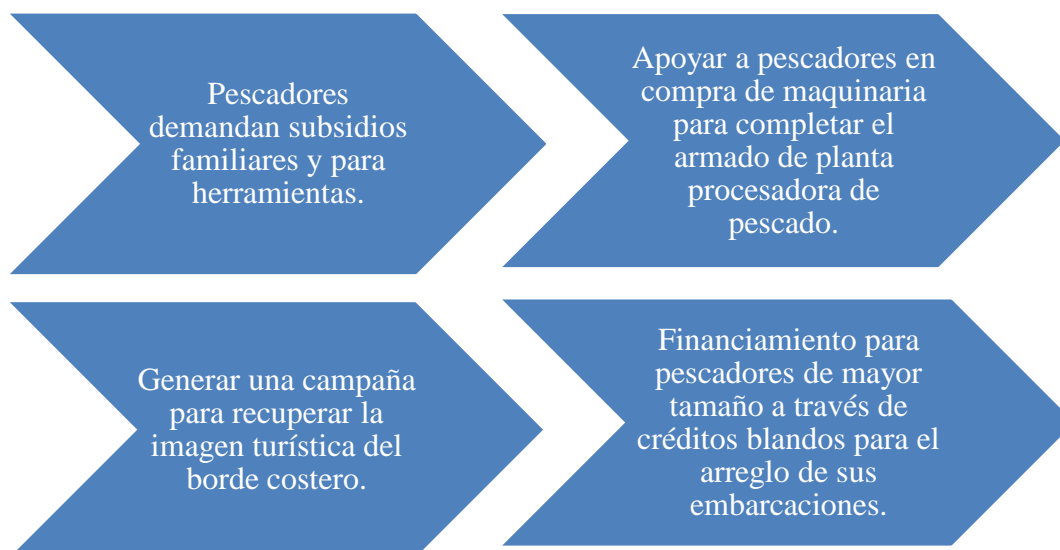 Pescadores
demandan subsidios
familiares y para
herramientas.
Apoyar a pescadores en
compra de maquinaria
para completar el
armado de planta
procesadora de
pescado.
Generar una campaña
para recuperar la
imagen turística del
borde costero.
Financiamiento para
pescadores de mayor
tamaño a través de
créditos blandos para el
arreglo de sus
embarcaciones.